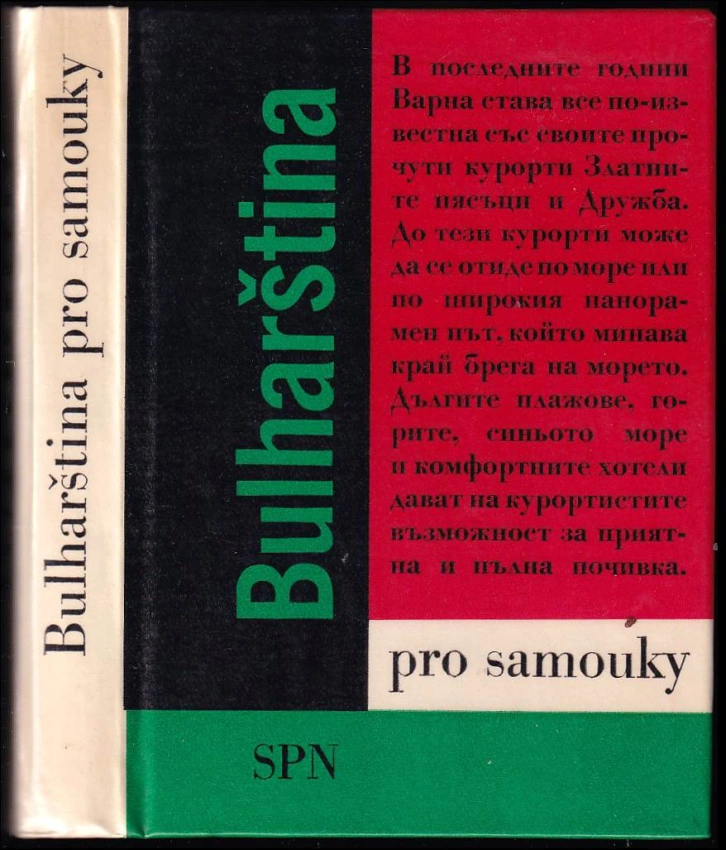 Bulharština pro samouky
Bulharština
В последните години
Варна става все по-из-
вестна със своите про-
чути курорти Златни-
те пясъци и Дружба.
До тези курорти може
да се отиде по море или
по широкия панора-
мен път, който минава
край брега на морето.
Дългите плажове, го-
рите, синьото море
и комфортните хотели
дават на курортистите
възможност за прият-
на и пълна почивка.
pro samouky
SPN